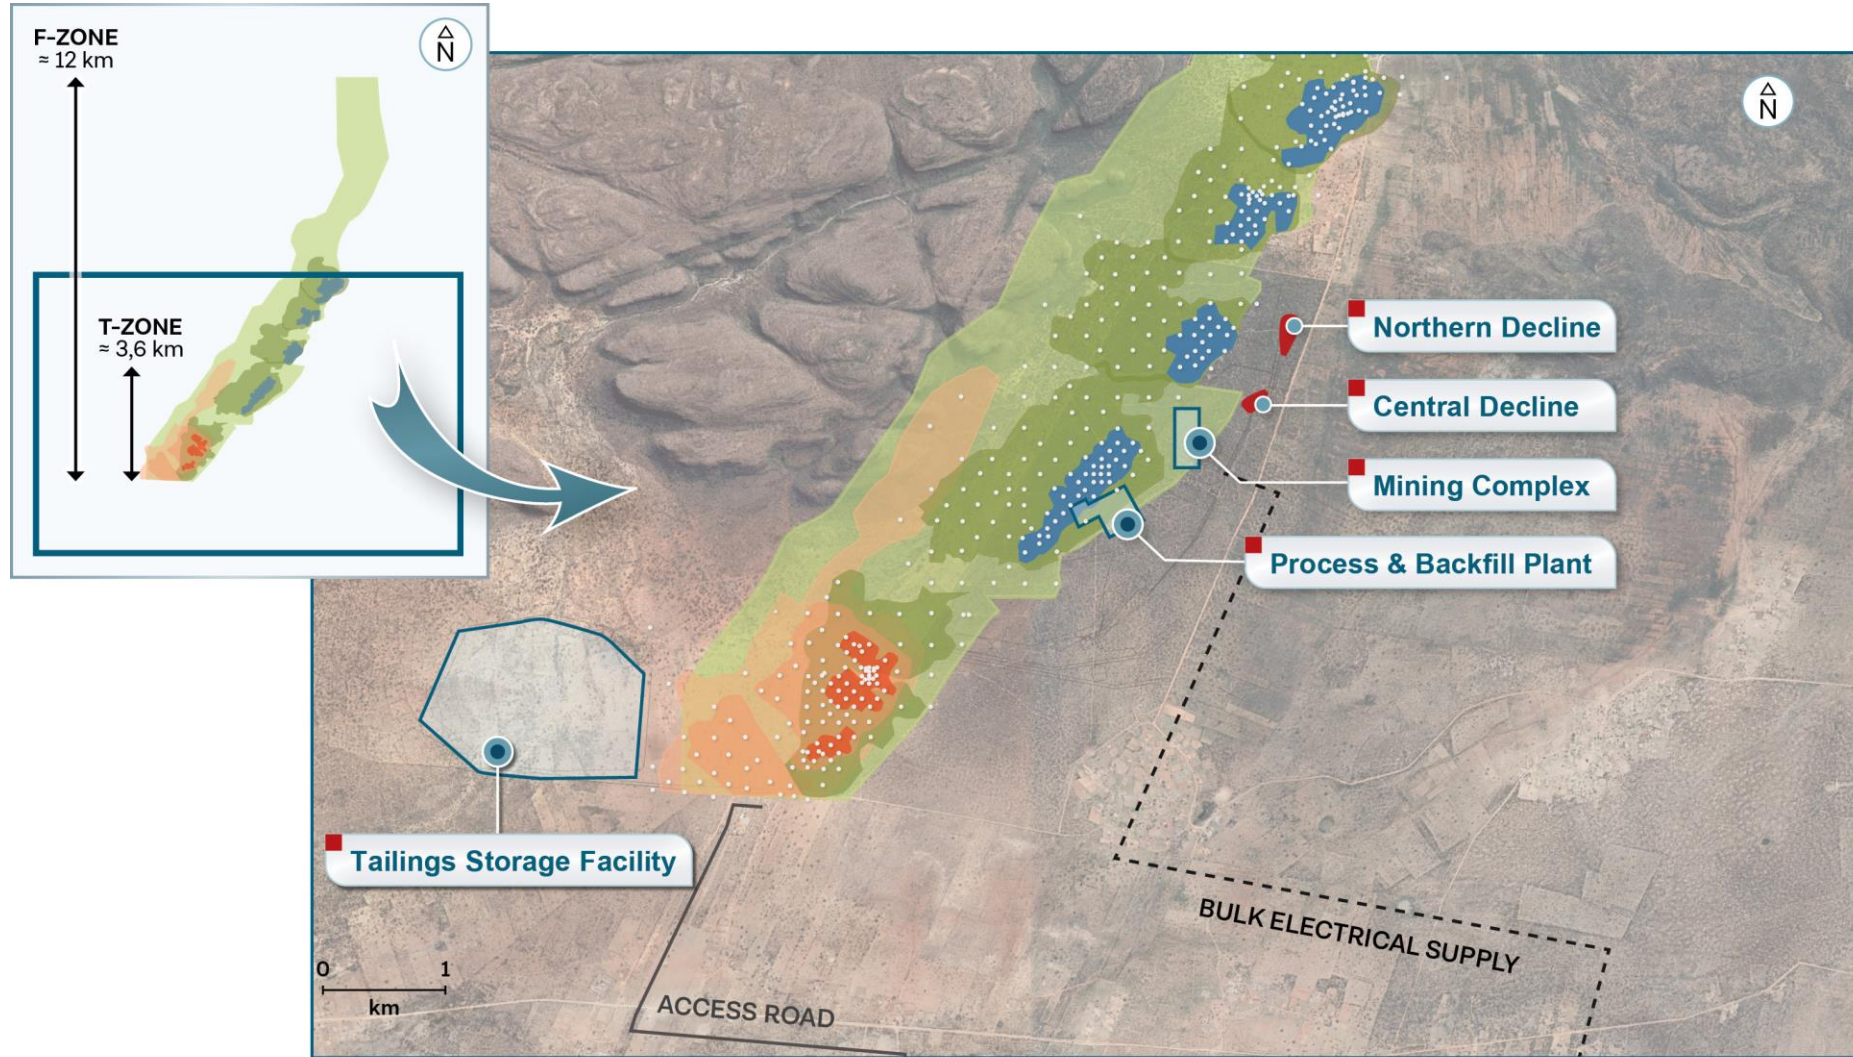 F-ZONE
≈ 12 km
N
T-ZONE
≈ 3,6 km
N
Northern Decline
Central Decline
Mining Complex
Process & Backfill Plant
Tailings Storage Facility
BULK ELECTRICAL SUPPLY
0 1
km
ACCESS ROAD